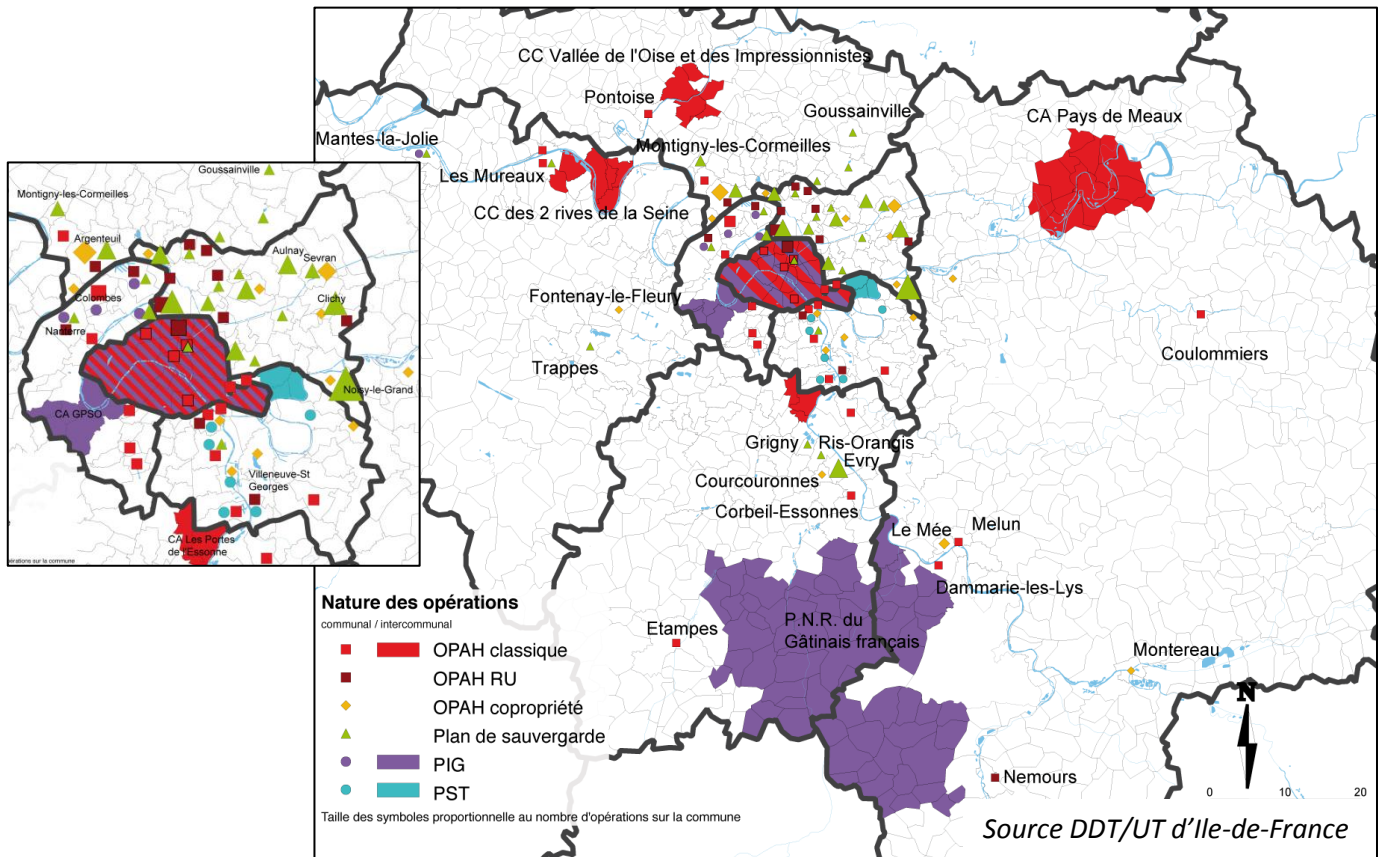 CC Vallée de l'Oise et des Impressionnistes
Pontoise
Goussainville
CA Pays de Meaux
Mantes-la-Jolie
Montigny-les-Cormeilles
Les Mureaux
CC des 2 rives de la Seine
Fontenay-le-Fleury
Trappes
Coulommiers
Grigny
Ris-Orangis
Evry
Courcouronnes
Corbeil-Essonnes
Le Mée
Melun
Dammarie-les-Lys
P.N.R. du
Gâtinais français
Etampes
Montereau
Nemours
N
0 10 20
Source DDT/UT d'Ile-de-France
Goussainville
Montigny-les-Cormeilles
Argenteuil
Aulnay
Sevran
Colombes
Clichy
Nanterre
Noisy-le-Grand
CA GPSO
Villeneuve-St
Georges
CA Les Portes
de l'Essonne
érations sur la commune
Nature des opérations
communal / intercommunal
OPAH classique
OPAH RU
OPAH copropriété
Plan de sauvergarde
PIG
PST
Taille des symboles proportionnelle au nombre d'opérations sur la commune